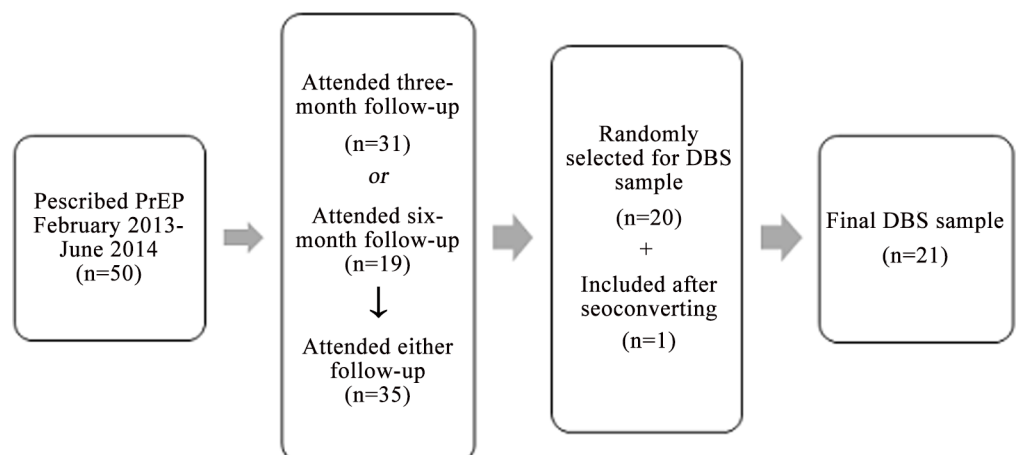 Pescribed PrEP
February 2013-
June 2014
(n=50)
Attended three-
month follow-up
(n=31)
or
Attended six-
month follow-up
(n=19)
Attended either
follow-up
(n=35)
Randomly
selected for DBS
sample
(n=20)
+
Included after
seoconverting
(n=1)
Final DBS sample
(n=21)